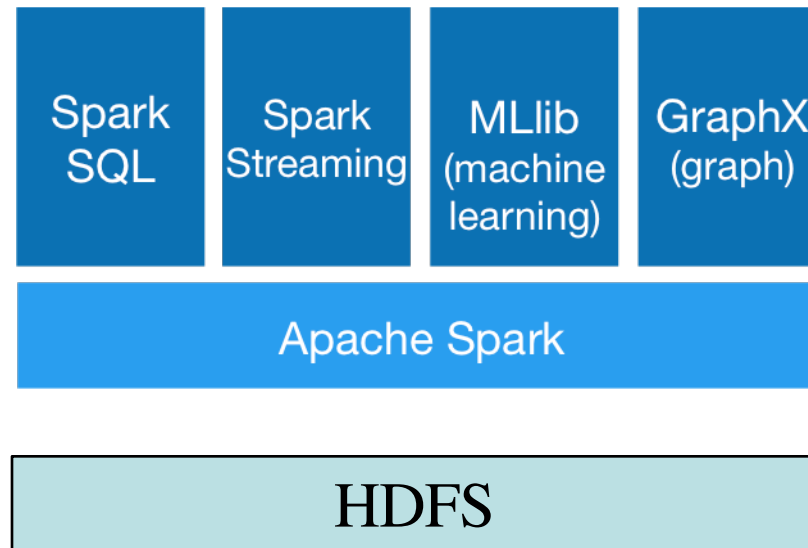 Spark
SQL
Spark
Streaming
MLlib
(machine
learning)
GraphX
(graph)
Apache Spark
HDFS